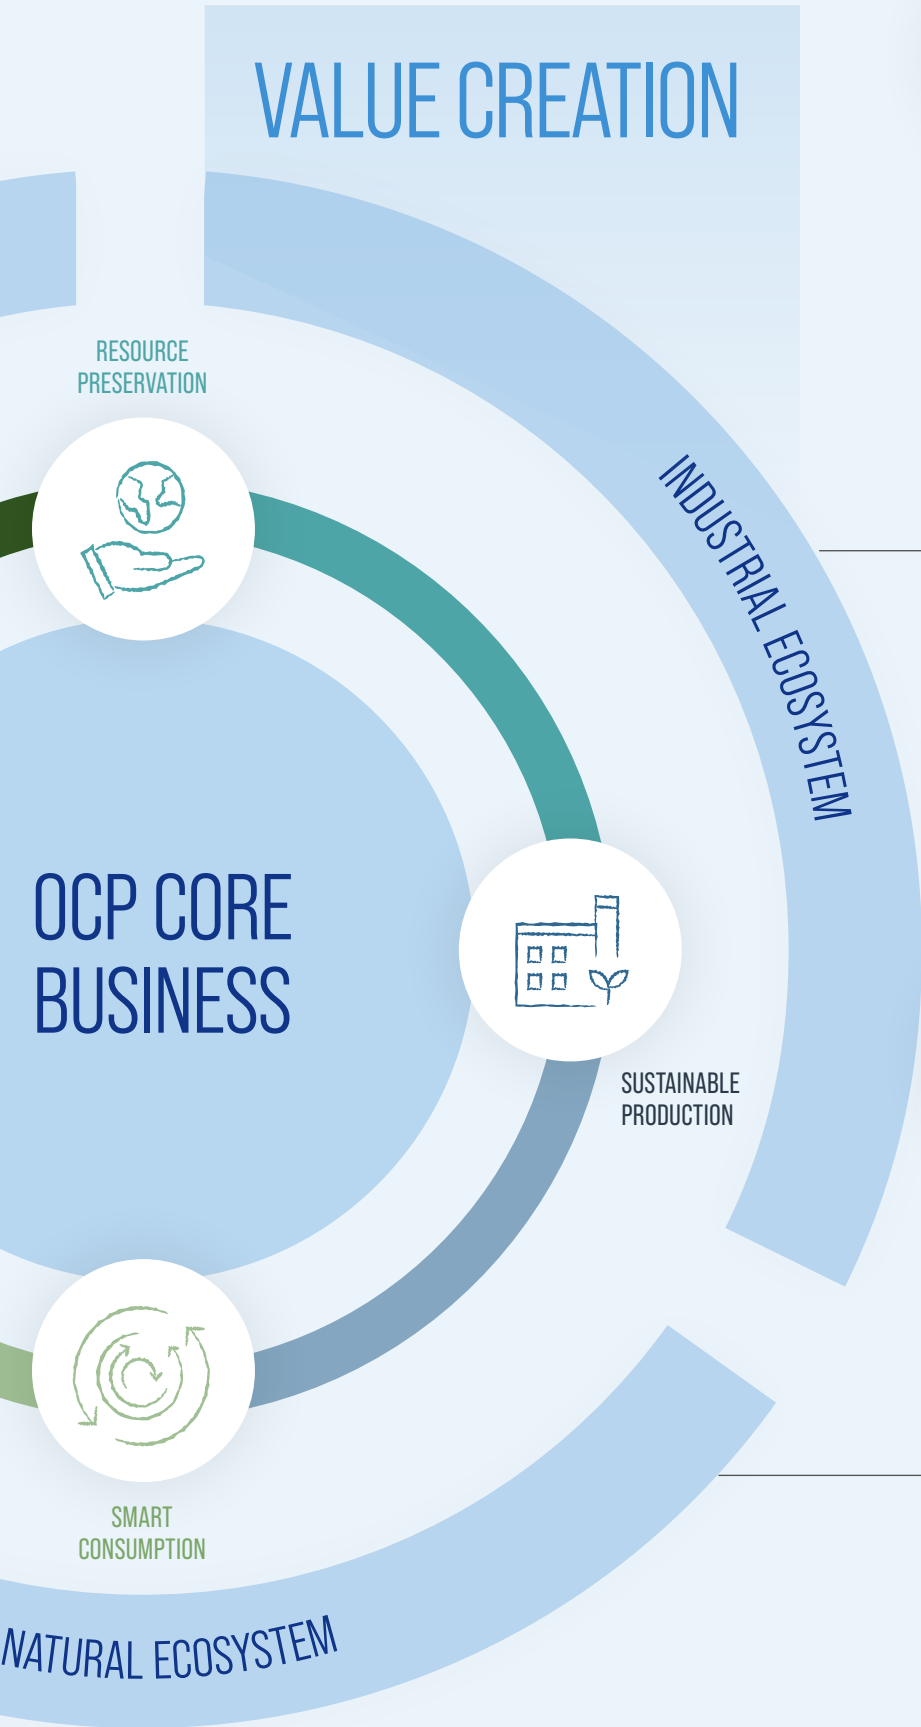 VALUE CREATION
RESOURCE
PRESERVATION
INDUSTRIAL ECOSYSTEM
OCP CORE
BUSINESS
SUSTAINABLE
PRODUCTION
SMART
CONSUMPTION
NATURAL ECOSYSTEM